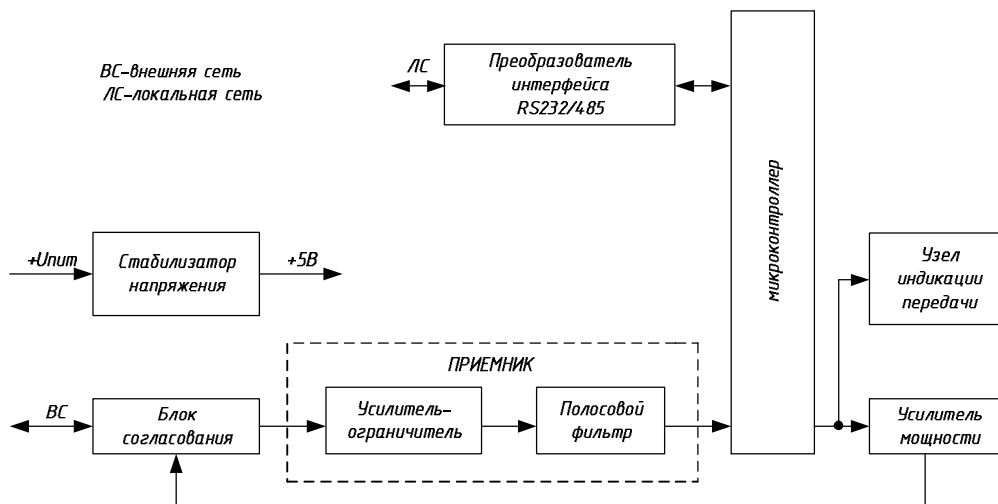 ВС-внешняя сеть
ЛС-локальная сеть
ЛС
Преобразователь
интерфейса
RS232/485
микроконтроллер
+Uпит
Стабилизатор
напряжения
+5В
Узел
индикации
передачи
ПРИЕМНИК
ВС
Блок
согласования
Усилитель-
ограничитель
Полосовой
фильтр
Усилитель
мощности